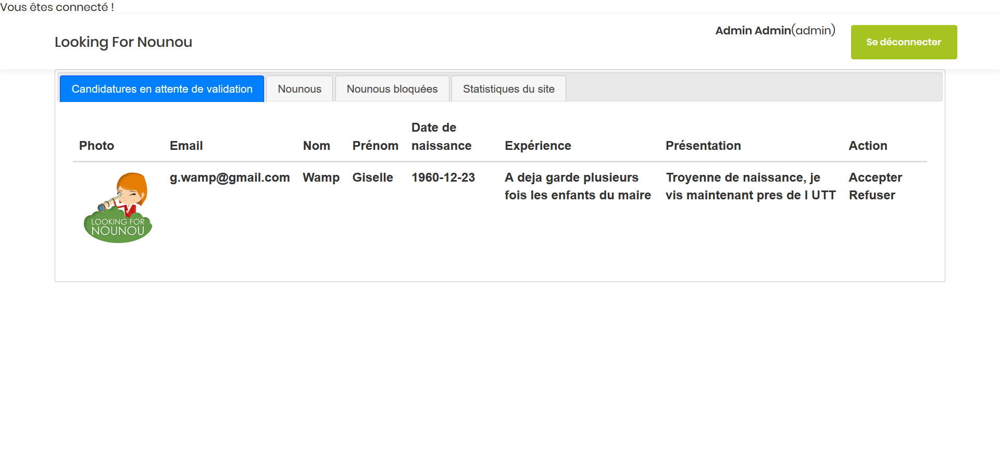 Vous êtes connecté !
Looking For Nounou
Admin Admin(admin)
Se déconnecter
Candidatures en attente de validation
Nounous
Nounous bloquées
Statistiques du site
Photo
Email
Nom
Prénom
Date de
naissance
Expérience
Présentation
Action
LOOKING FOR
NOUNOU
g.wamp@gmail.com
Wamp
Giselle
1960-12-23
A deja garde plusieurs
fois les enfants du maire
Troyenne de naissance, je
vis maintenant pres de l UTT
Accepter
Refuser